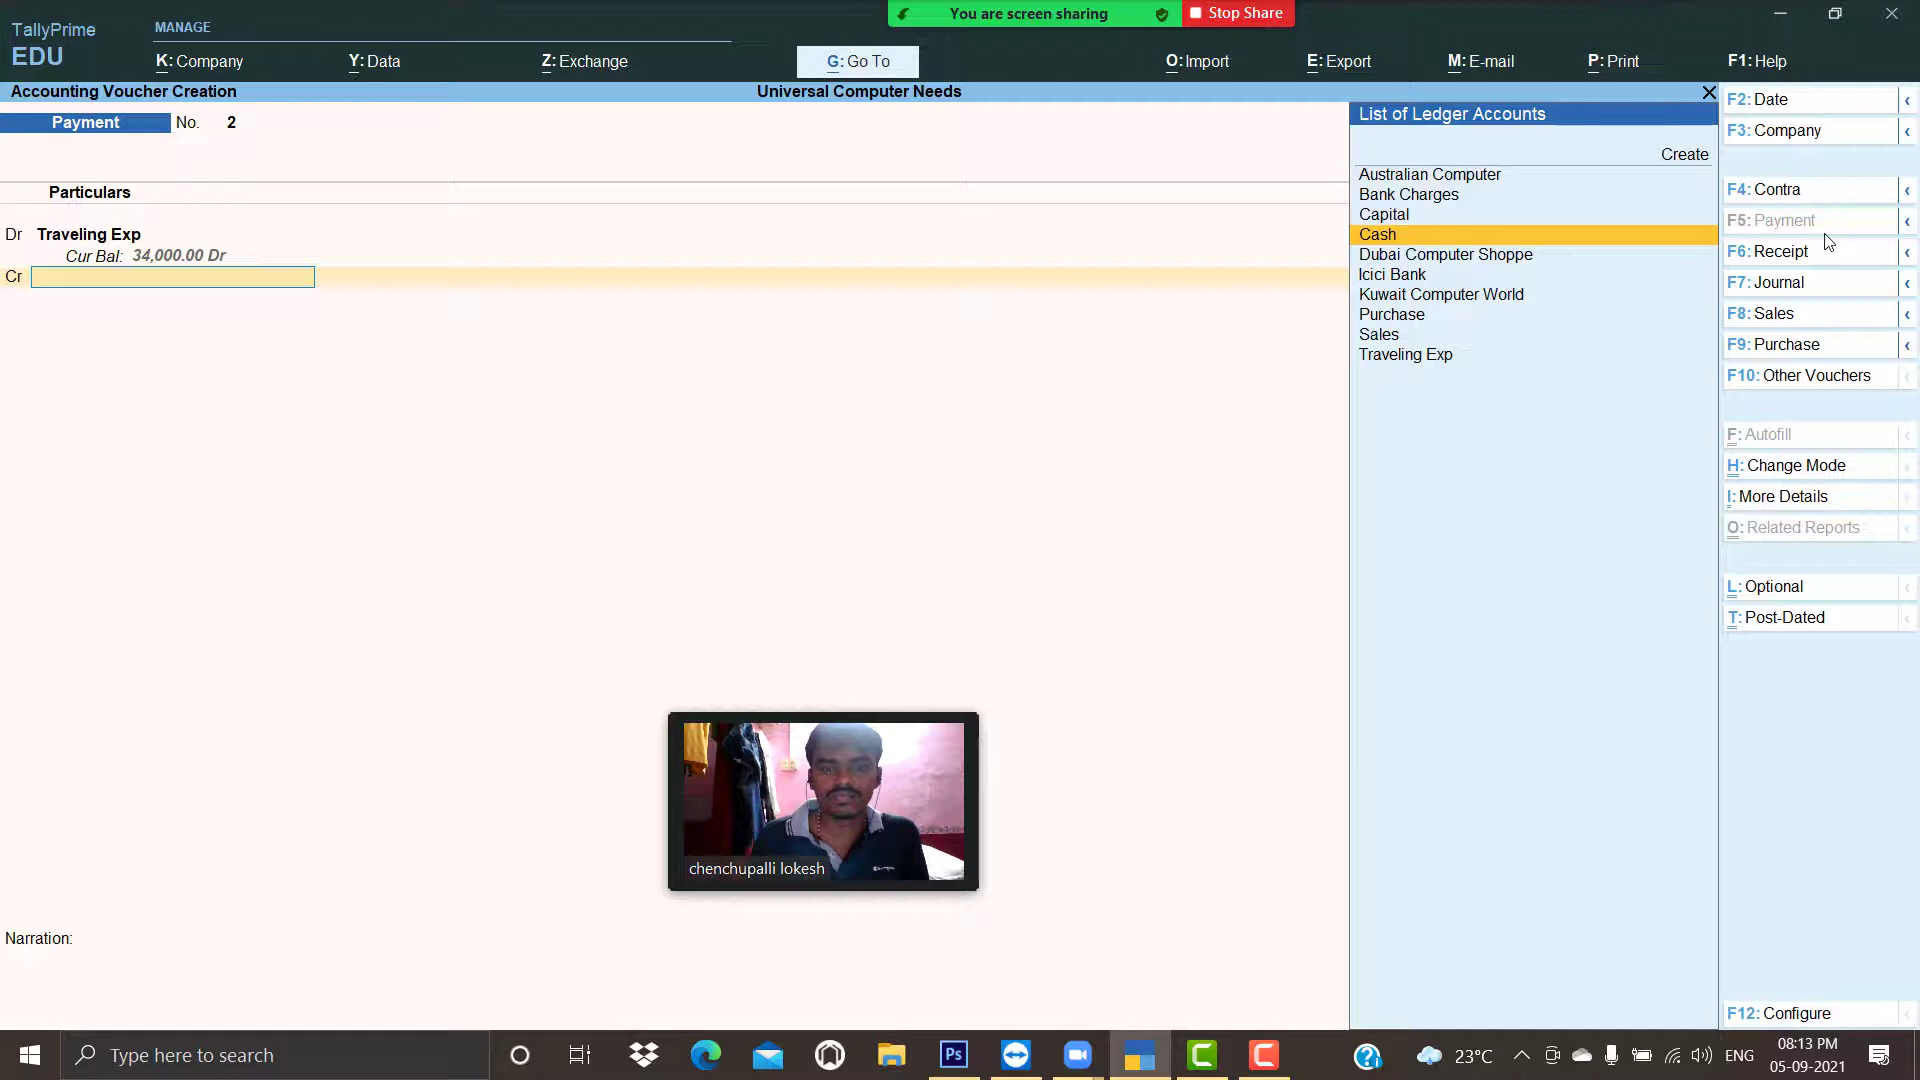 You are screen sharing
Stop Share
TallyPrime
EDU
MANAGE
K: Company
Y: Data
Z: Exchange
G: Go To
O: Import
E: Export
M: E-mail
P: Print
F1: Help
Accounting Voucher Creation
Universal Computer Needs
Payment No. 2
Particulars
Dr Traveling Exp
Cur Bal: 34,000.00 Dr
Cr
Narration:
List of Ledger Accounts
Create
Australian Computer
Bank Charges
Capital
Cash
Dubai Computer Shoppe
Icici Bank
Kuwait Computer World
Purchase
Sales
Traveling Exp
F2: Date
F3: Company
F4: Contra
F5: Payment
F6: Receipt
F7: Journal
F8: Sales
F9: Purchase
F10: Other Vouchers
F: Autofill
H: Change Mode
I: More Details
O: Related Reports
L: Optional
T: Post-Dated
F12: Configure
chenchupalli lokesh
Type here to search
Ps
23°C
ENG
08:13 PM
05-09-2021